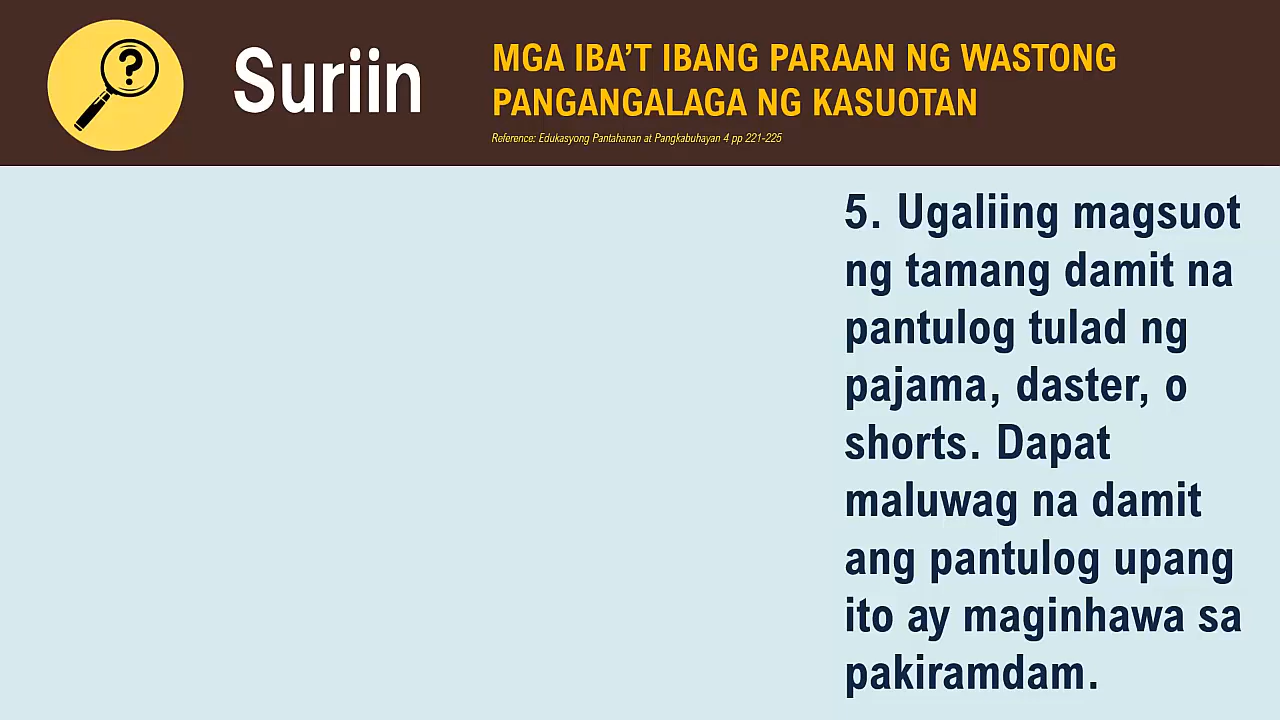 Suriin
MGA IBA’T IBANG PARAAN NG WASTONG
PANGANGALAGA NG KASUOTAN
Reference: Edukasyong Pantahanan at Pangkabuhayan 4 pp 221-225
5. Ugaliing magsuot
ng tamang damit na
pantulog tulad ng
pajama, daster, o
shorts. Dapat
maluwag na damit
ang pantulog upang
ito ay maginhawa sa
pakiramdam.